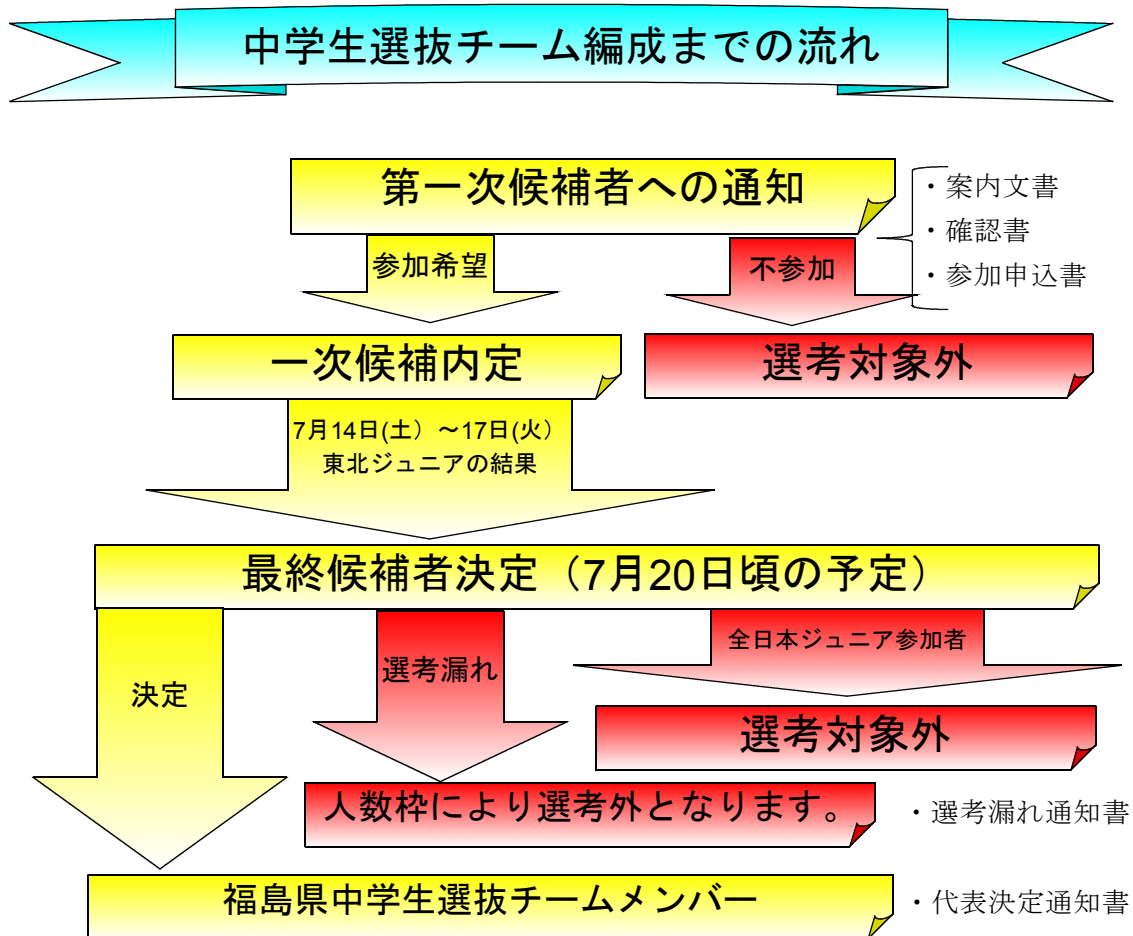 中学生選抜チーム編成までの流れ
第一次候補者への通知
・案内文書
・確認書
・参加申込書
参加希望
不参加
一次候補内定
選考対象外
7月14日(土）～17日(火）
東北ジュニアの結果
最終候補者決定（7月20日頃の予定）
決定
選考漏れ
全日本ジュニア参加者
選考対象外
人数枠により選考外となります。
・選考漏れ通知書
福島県中学生選抜チームメンバー
・代表決定通知書